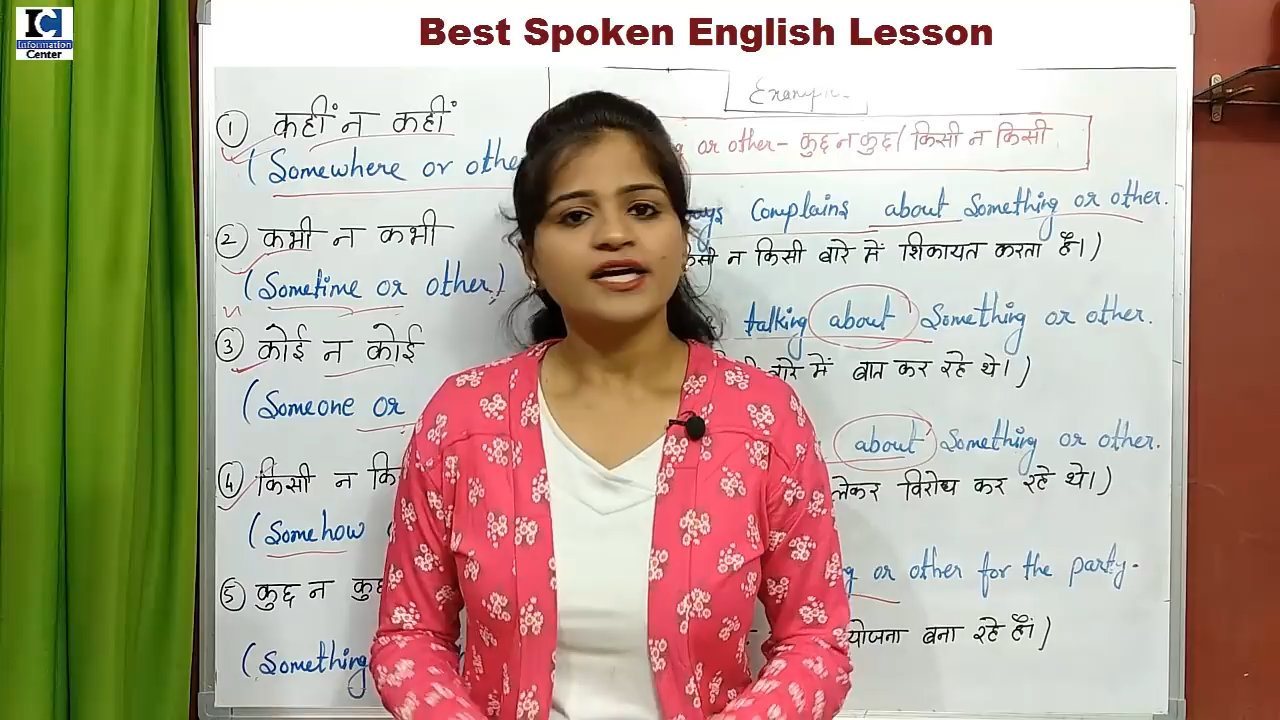 IC
Information
Center
Best Spoken English Lesson
① कहीं न कहीं
(Somewhere or othe
② कभी न कभी
(Sometime or other)
③ कोई न कोई
(Someone or
④ किसी न कि
(Somehow
⑤ कुछ न कुछ
(Something
or other - कुछ न कुछ / किसी न किसी
Complains about Something or other.
न किसी बारे में शिकायत करता है।)
talking about Something or other.
बारे में बात कर रहे थे।)
about Something or other.
लेकर विरोध कर रहे थे।)
or other for the party.
योजना बना रहे हैं।)